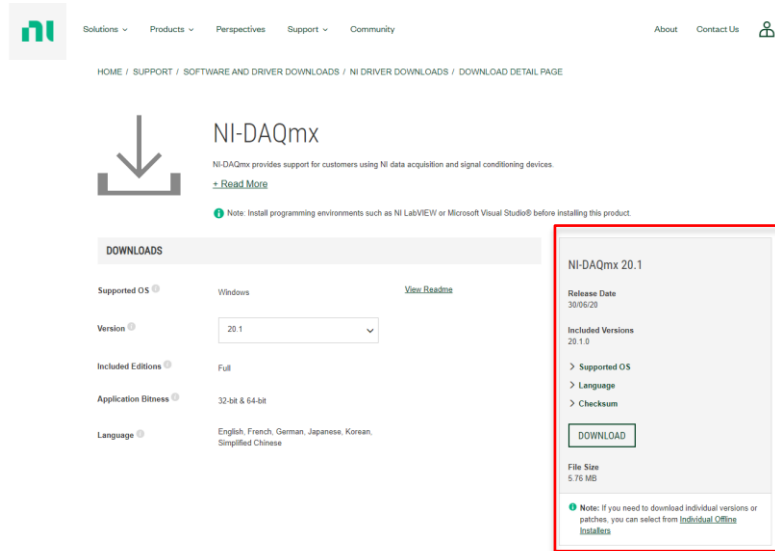 ni
Solutions Products Perspectives Support Community About Contact Us
HOME / SUPPORT / SOFTWARE AND DRIVER DOWNLOADS / NI DRIVER DOWNLOADS / DOWNLOAD DETAIL PAGE
NI-DAQmx
NI-DAQmx provides support for customers using NI data acquisition and signal conditioning devices.
+ Read More
Note: Install programming environments such as NI LabVIEW or Microsoft Visual Studio® before installing this product.
DOWNLOADS
Supported OS Windows View Readme
Version 20.1
Included Editions Full
Application Bitness 32-bit & 64-bit
Language English, French, German, Japanese, Korean,
Simplified Chinese
NI-DAQmx 20.1
Release Date
30/06/20
Included Versions
20.1.0
> Supported OS
> Language
> Checksum
DOWNLOAD
File Size
5.76 MB
Note: If you need to download individual versions or
patches, you can select from Individual Offline
Installers